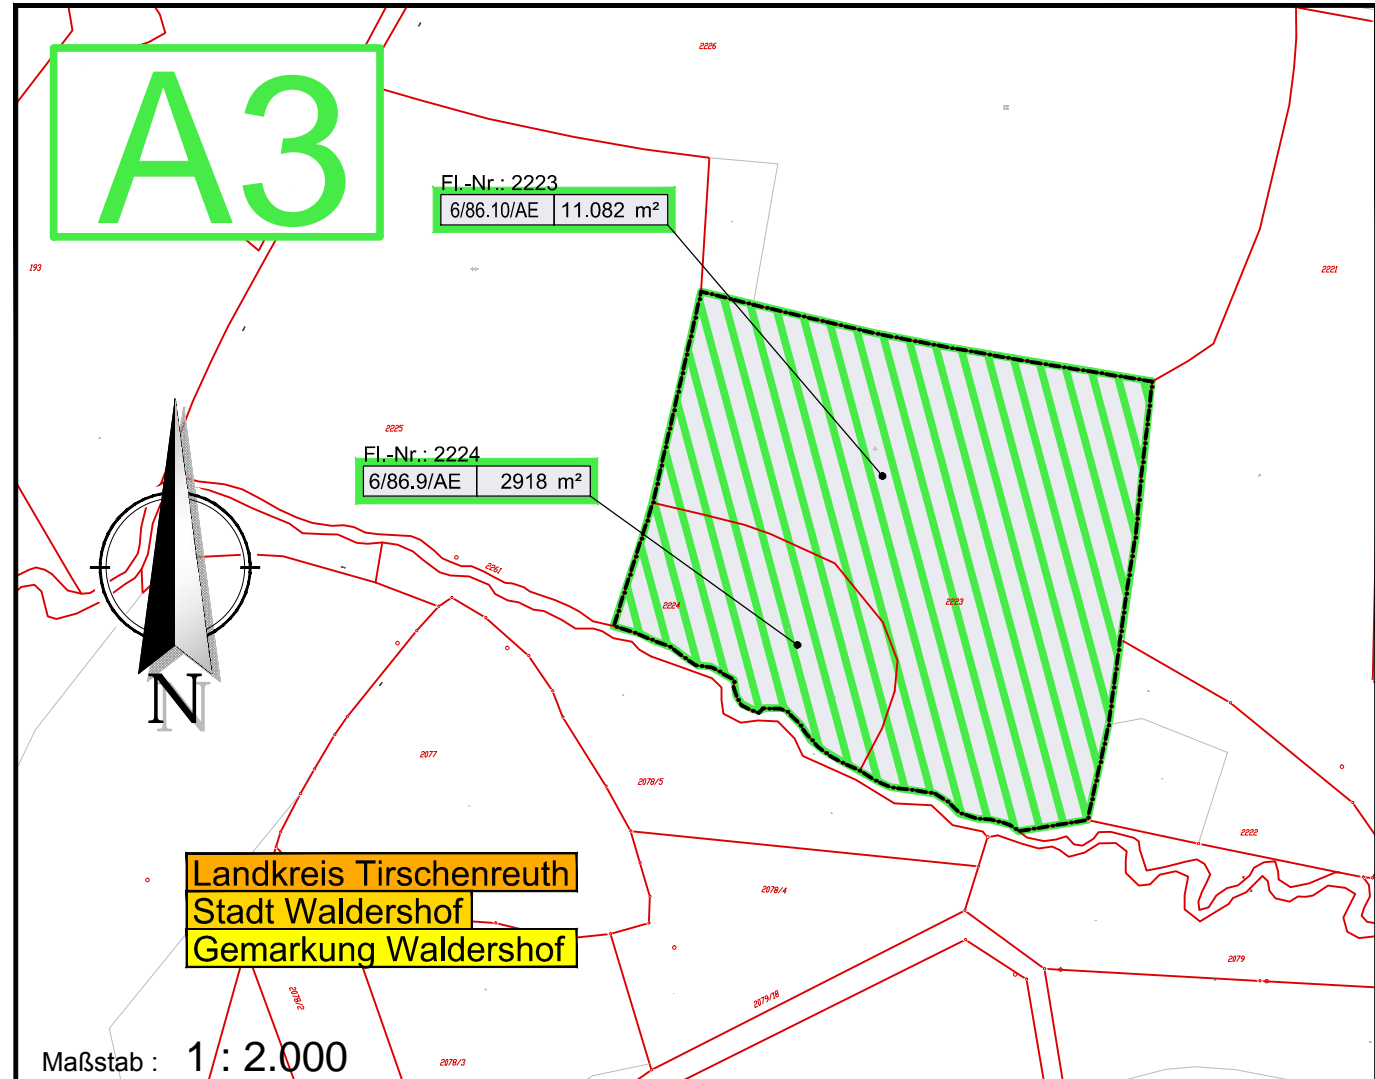 A3
2226
Fl.-Nr.: 2223
6/86.10/AE 11.082 m²
193
2221
2225
Fl.-Nr.: 2224
6/86.9/AE 2918 m²
2261
2224
2223
N
2077
2078/5
2222
Landkreis Tirschenreuth
2078/4
Stadt Waldershof
Gemarkung Waldershof
2079
2078/2
2079/18
Maßstab : 1 : 2.000
2078/3